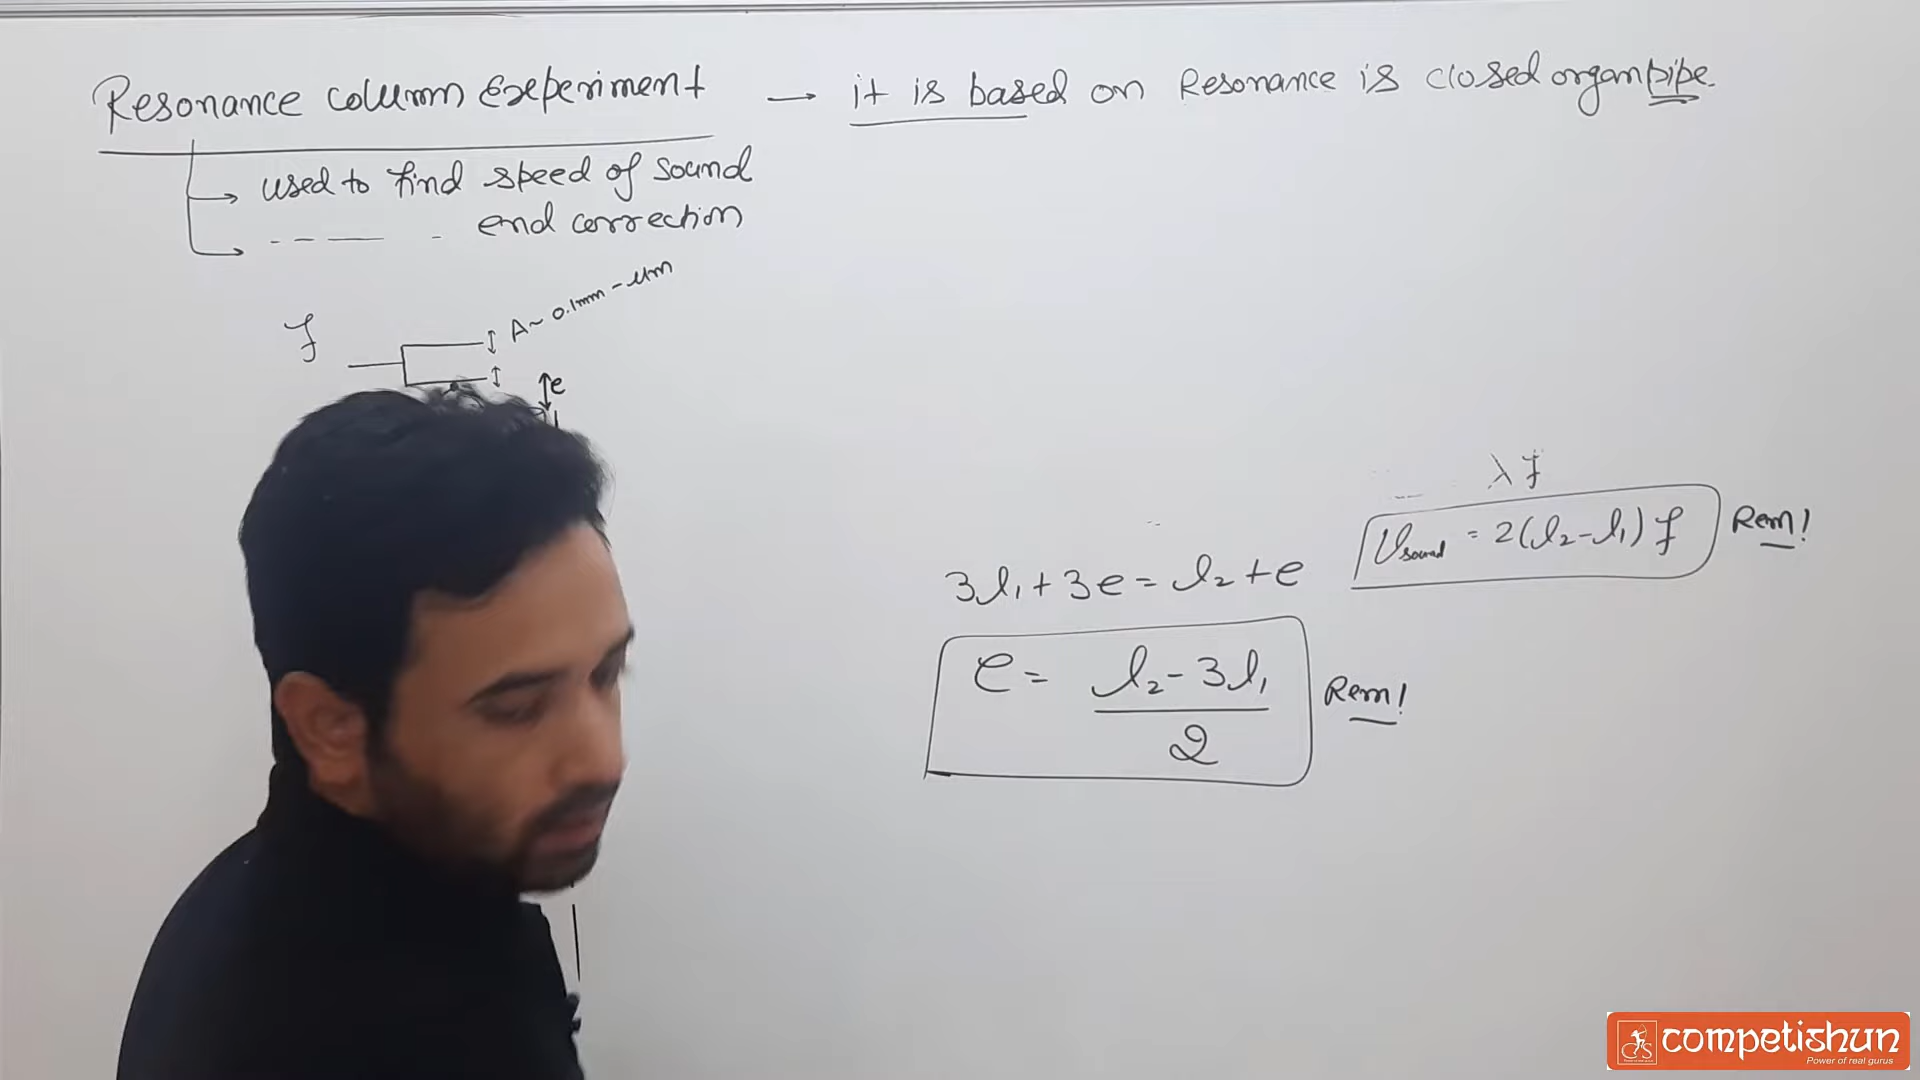 Resonance column Experiment → it is based on Resonance is closed organ pipe.
→ used to find speed of sound
→ ---- - end correction
f
A~ 0.1mm - μm
e
λf
V_sound = 2(l₂-l₁)f Rem!
3l₁+3e = l₂+e
e = (l₂-3l₁)/2 Rem!
competishun
Power of real gurus